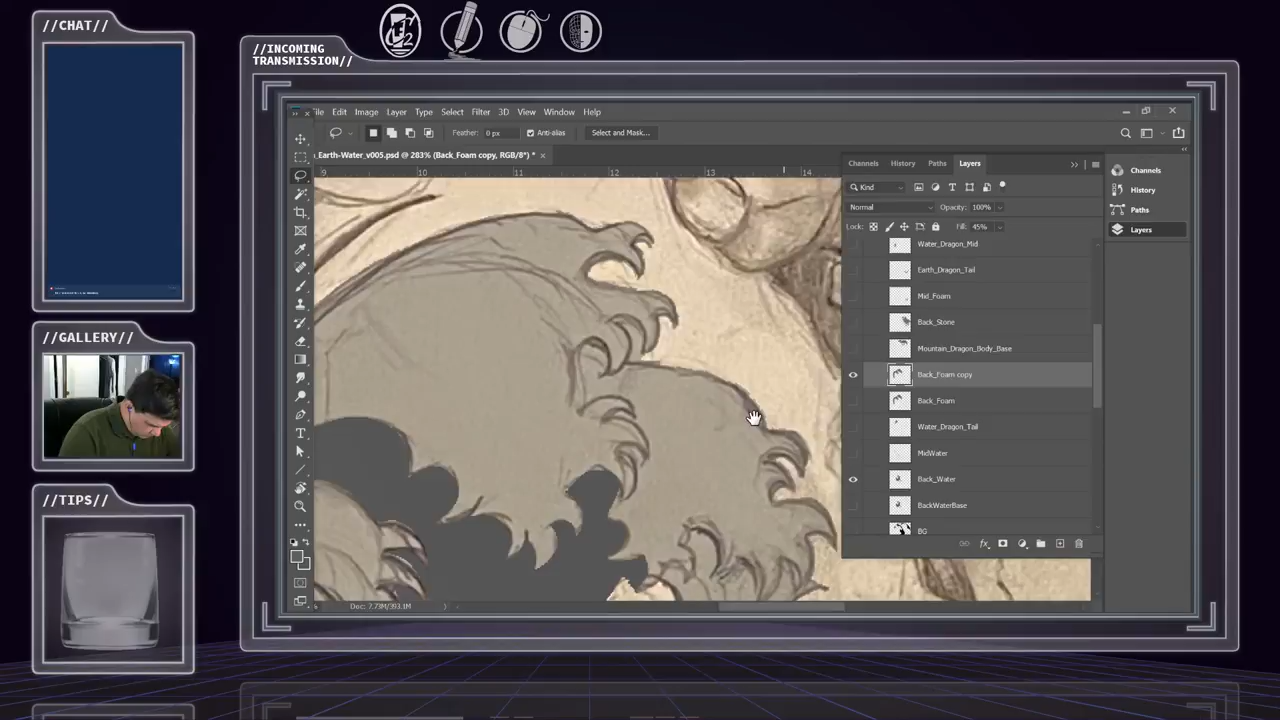 //CHAT//
//INCOMING
TRANSMISSION//
File Edit Image Layer Type Select Filter 3D View Window Help
Feather: 0 px Anti-alias Select and Mask...
_Earth-Water_v005.psd @ 283% (Back_Foam copy, RGB/8*) *
9 10 11 12 13 14
Channels History Paths Layers
Kind
Normal Opacity: 100%
Lock: Fill: 45%
Water_Dragon_Mid
Earth_Dragon_Tail
Mid_Foam
Back_Stone
Mountain_Dragon_Body_Base
Back_Foam copy
Back_Foam
Water_Dragon_Tail
MidWater
Back_Water
BackWaterBase
BG
fx
Channels
History
Paths
Layers
Doc: 7.73M/393.1M
//GALLERY//
//TIPS//